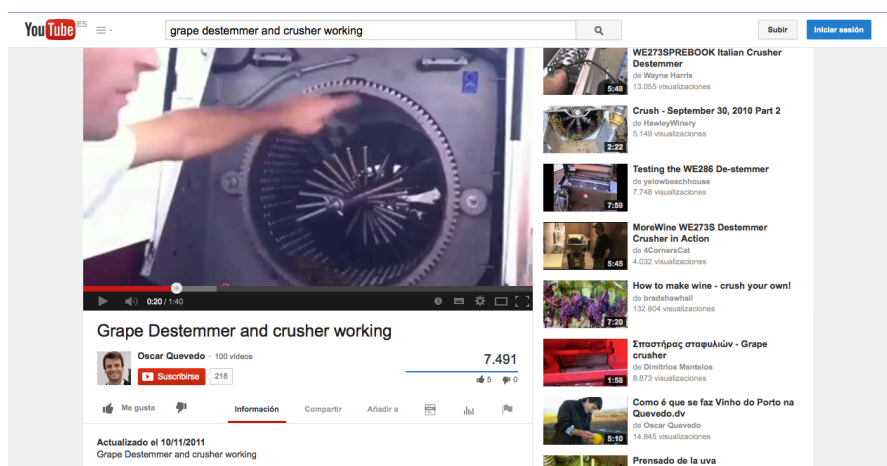 YouTube ES
grape destemmer and crusher working
Subir
Iniciar sesión
0:20 / 1:40
Grape Destemmer and crusher working
Oscar Quevedo · 100 vídeos
Suscribirse 218
7.491
5 0
Me gusta
Información Compartir Añadir a
Actualizado el 10/11/2011
Grape Destemmer and crusher working
5:48
WE273SPREBOOK Italian Crusher
Destemmer
de Wayne Harris
13.055 visualizaciones
2:22
Crush - September 30, 2010 Part 2
de HawleyWinery
5.149 visualizaciones
7:59
Testing the WE286 De-stemmer
de yelowbeachhouse
7.748 visualizaciones
5:45
MoreWine WE273S Destemmer
Crusher in Action
de 4CornersCat
4.032 visualizaciones
7:20
How to make wine - crush your own!
de bradshawhall
132.804 visualizaciones
1:58
Σπαστήρας σταφυλιών - Grape
crusher
de Dimitrios Mantelos
8.873 visualizaciones
5:10
Como é que se faz Vinho do Porto na
Quevedo.dv
de Oscar Quevedo
14.845 visualizaciones
Prensado de la uva